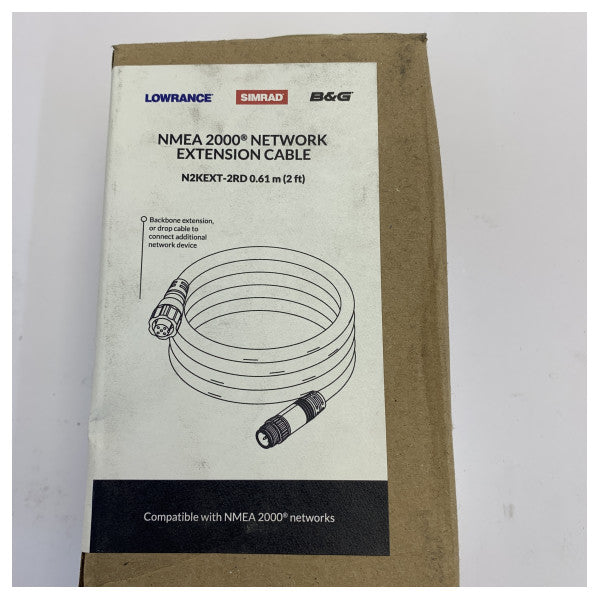 LOWRANCE SIMRAD B&G
NMEA 2000® NETWORK
EXTENSION CABLE
N2KEXT-2RD 0.61 m (2 ft)
Backbone extension,
or drop cable to
connect additional
network device
Compatible with NMEA 2000® networks